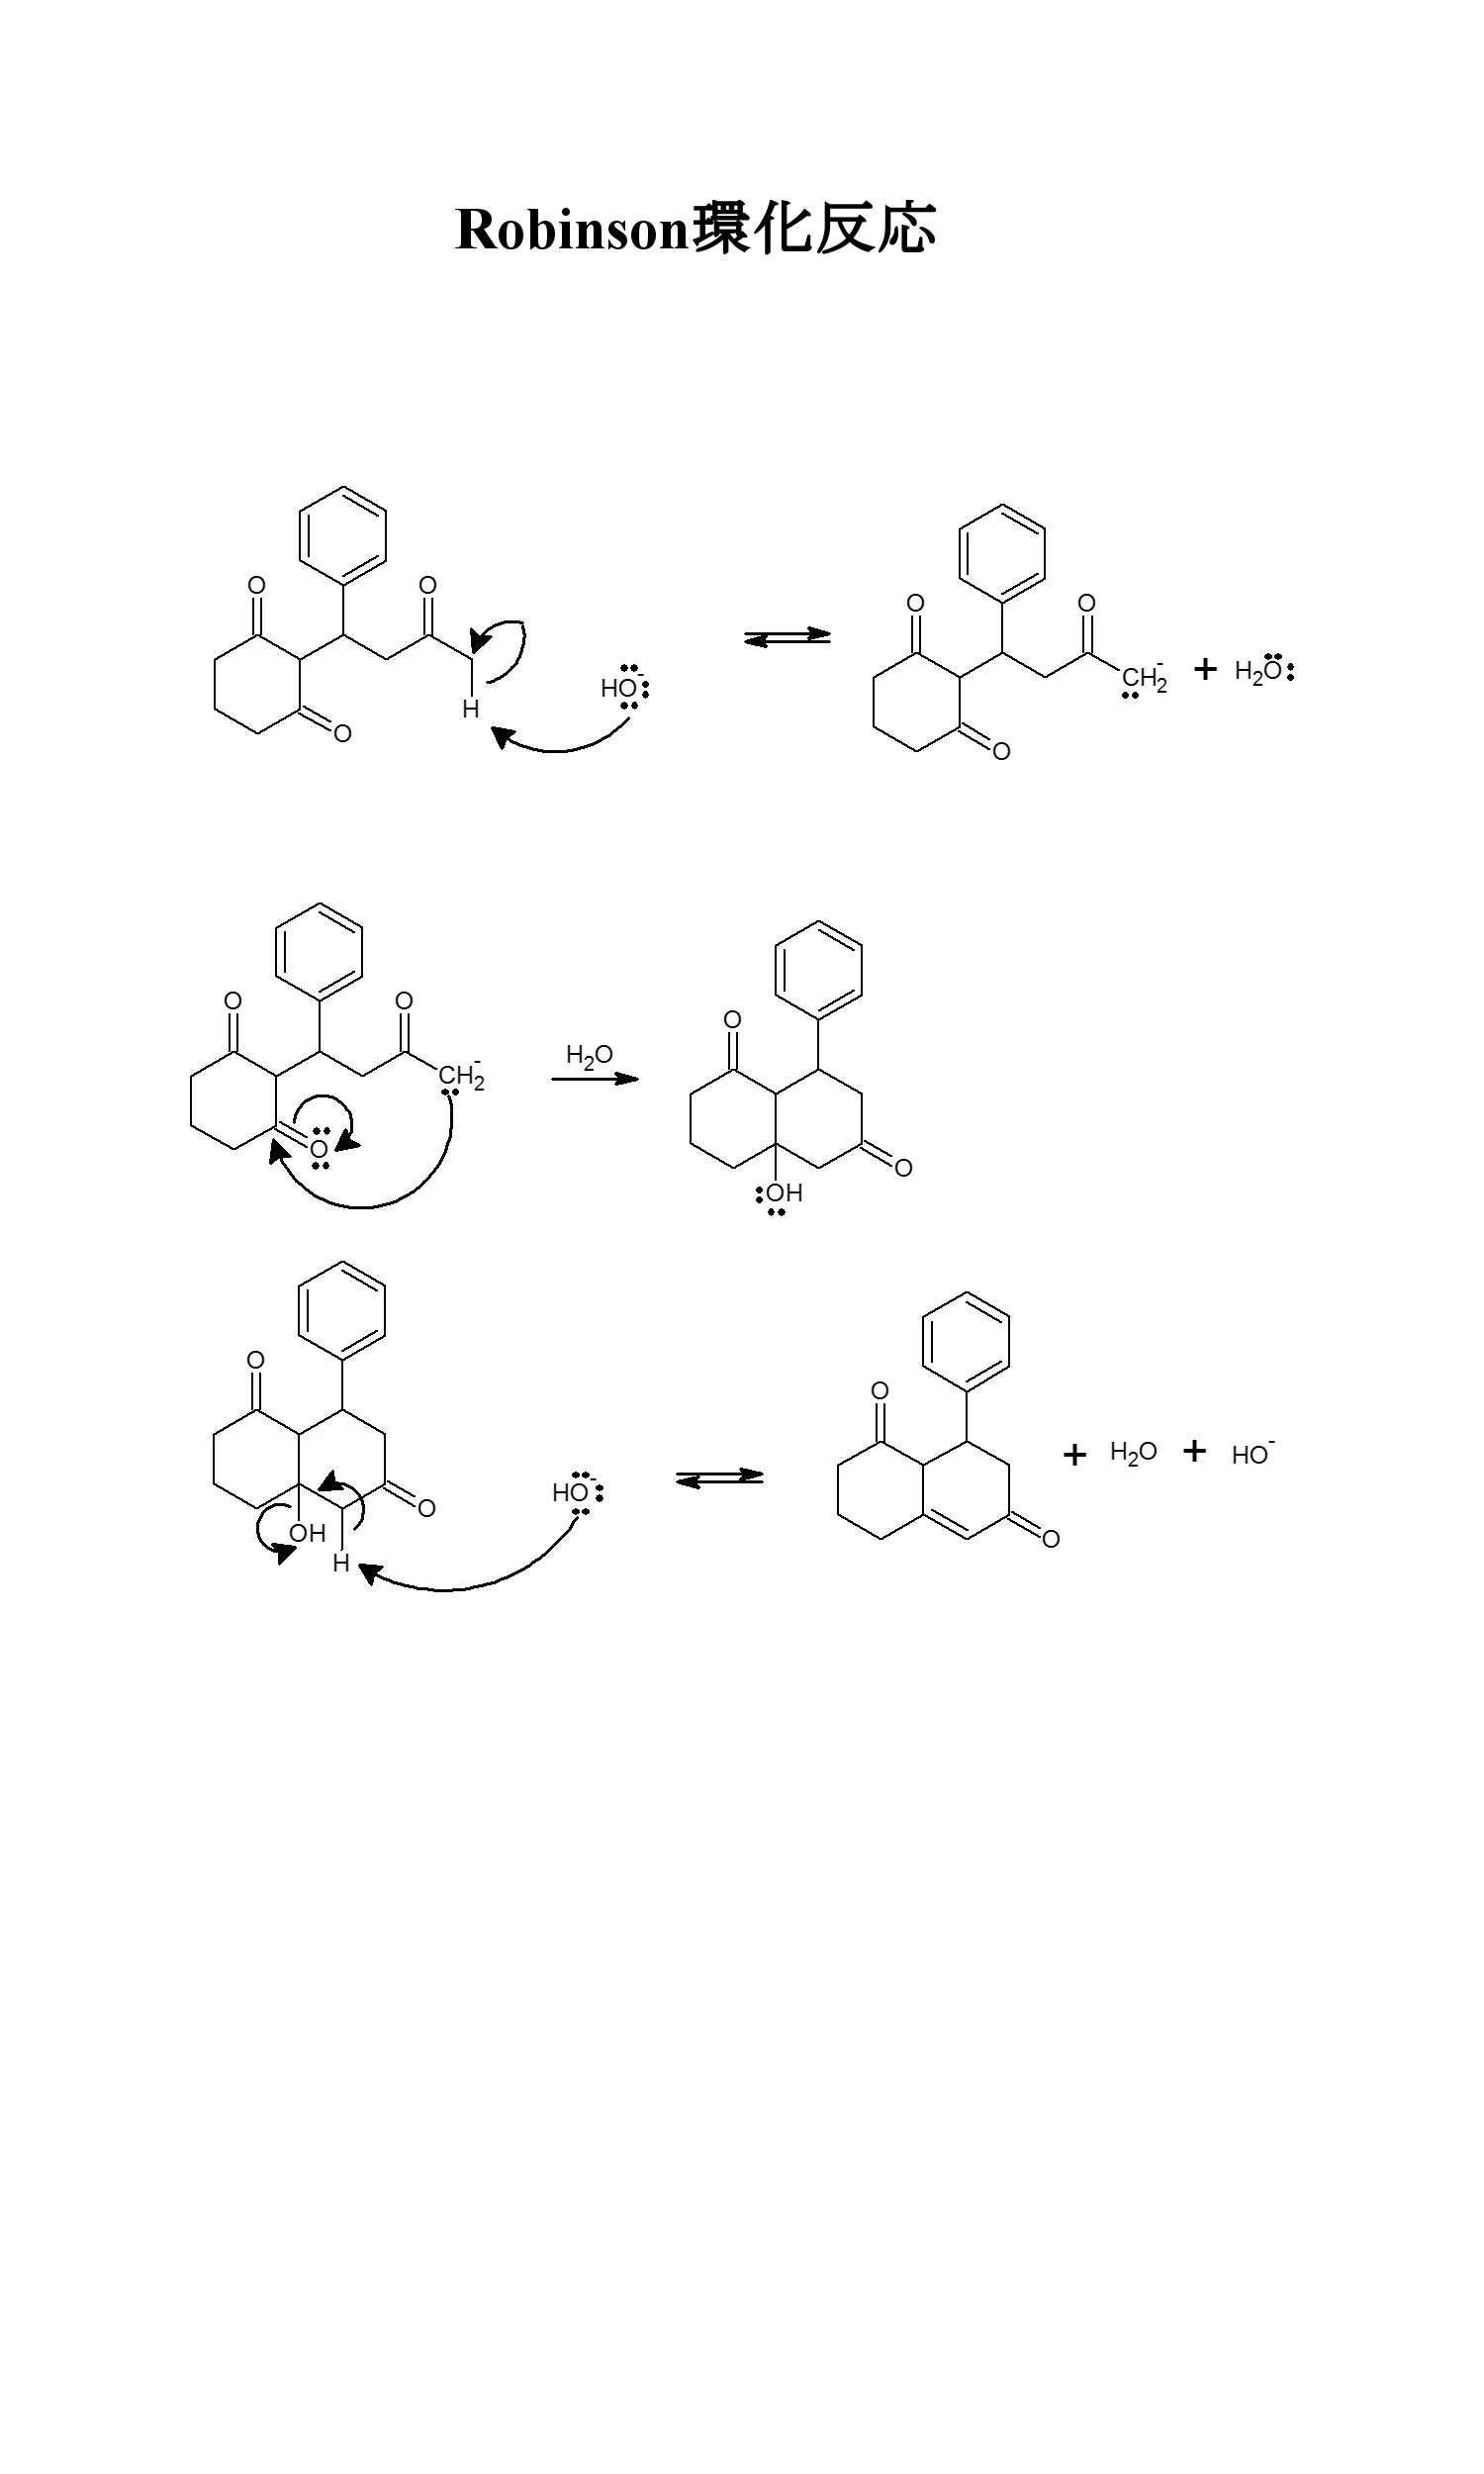 Robinson環化反応
O O O H HO- O O O CH2- + H2O
O O O CH2- H2O O O OH
O O OH H HO- O O + H2O + HO-